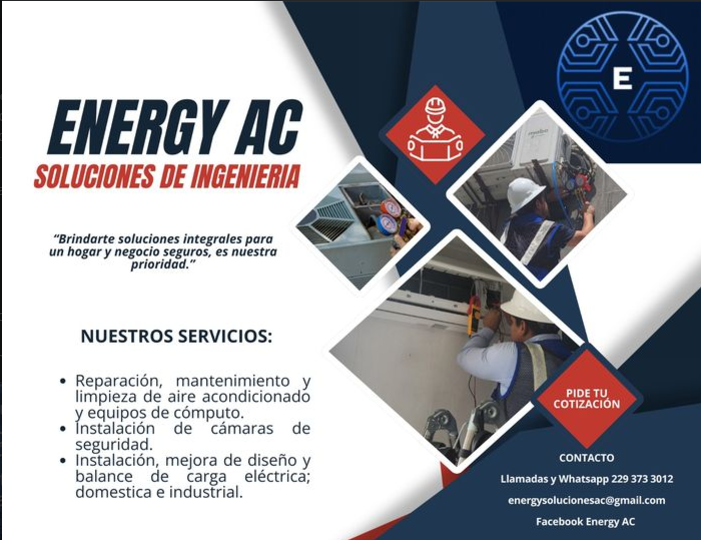 E
ENERGY AC
SOLUCIONES DE INGENIERIA
“Brindarte soluciones integrales para
un hogar y negocio seguros, es nuestra
prioridad.”
NUESTROS SERVICIOS:
• Reparación, mantenimiento y
limpieza de aire acondicionado
y equipos de cómputo.
• Instalación de cámaras de
seguridad.
• Instalación, mejora de diseño y
balance de carga eléctrica;
domestica e industrial.
PIDE TU
COTIZACIÓN
CONTACTO
Llamadas y Whatsapp 229 373 3012
energysolucionesac@gmail.com
Facebook Energy AC